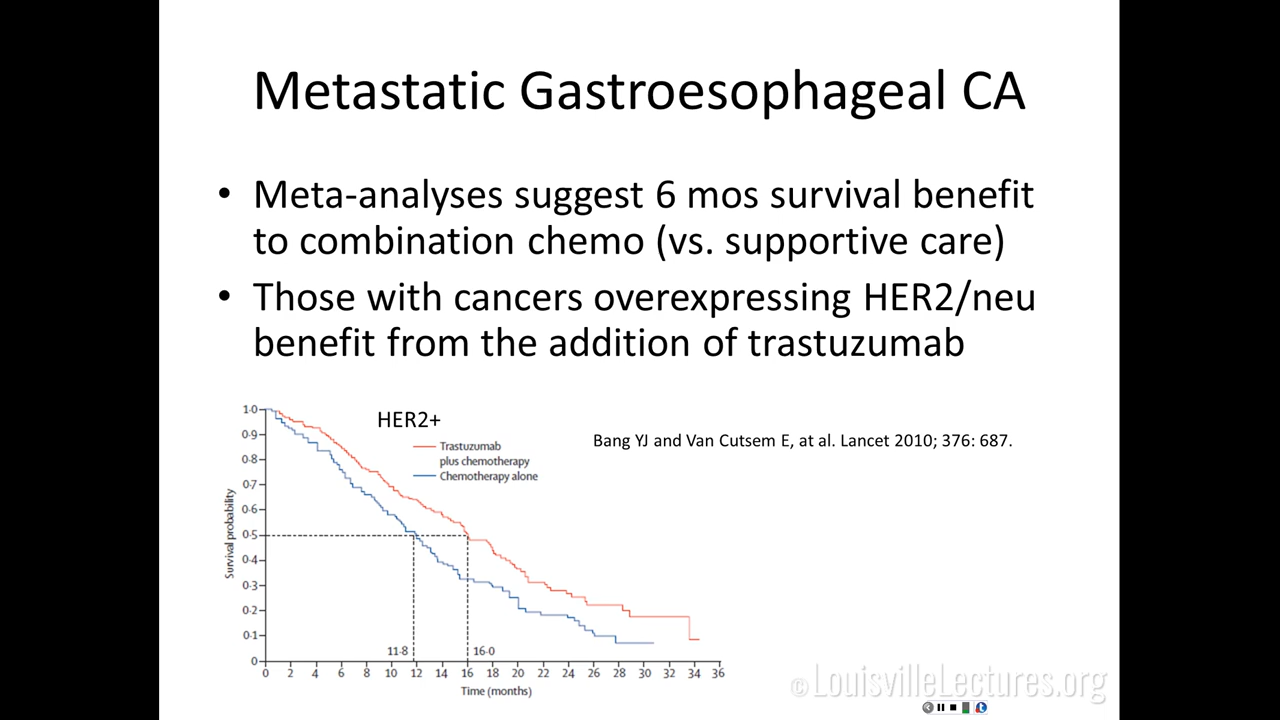 Metastatic Gastroesophageal CA
• Meta-analyses suggest 6 mos survival benefit
to combination chemo (vs. supportive care)
• Those with cancers overexpressing HER2/neu
benefit from the addition of trastuzumab
HER2+
Trastuzumab
plus chemotherapy
Chemotherapy alone
Bang YJ and Van Cutsem E, at al. Lancet 2010; 376: 687.
Survival probability
1·0
0·9
0·8
0·7
0·6
0·5
0·4
0·3
0·2
0·1
0
11·8
16·0
0 2 4 6 8 10 12 14 16 18 20 22 24 26 28 30 32 34 36
Time (months)
© LouisvilleLectures.org